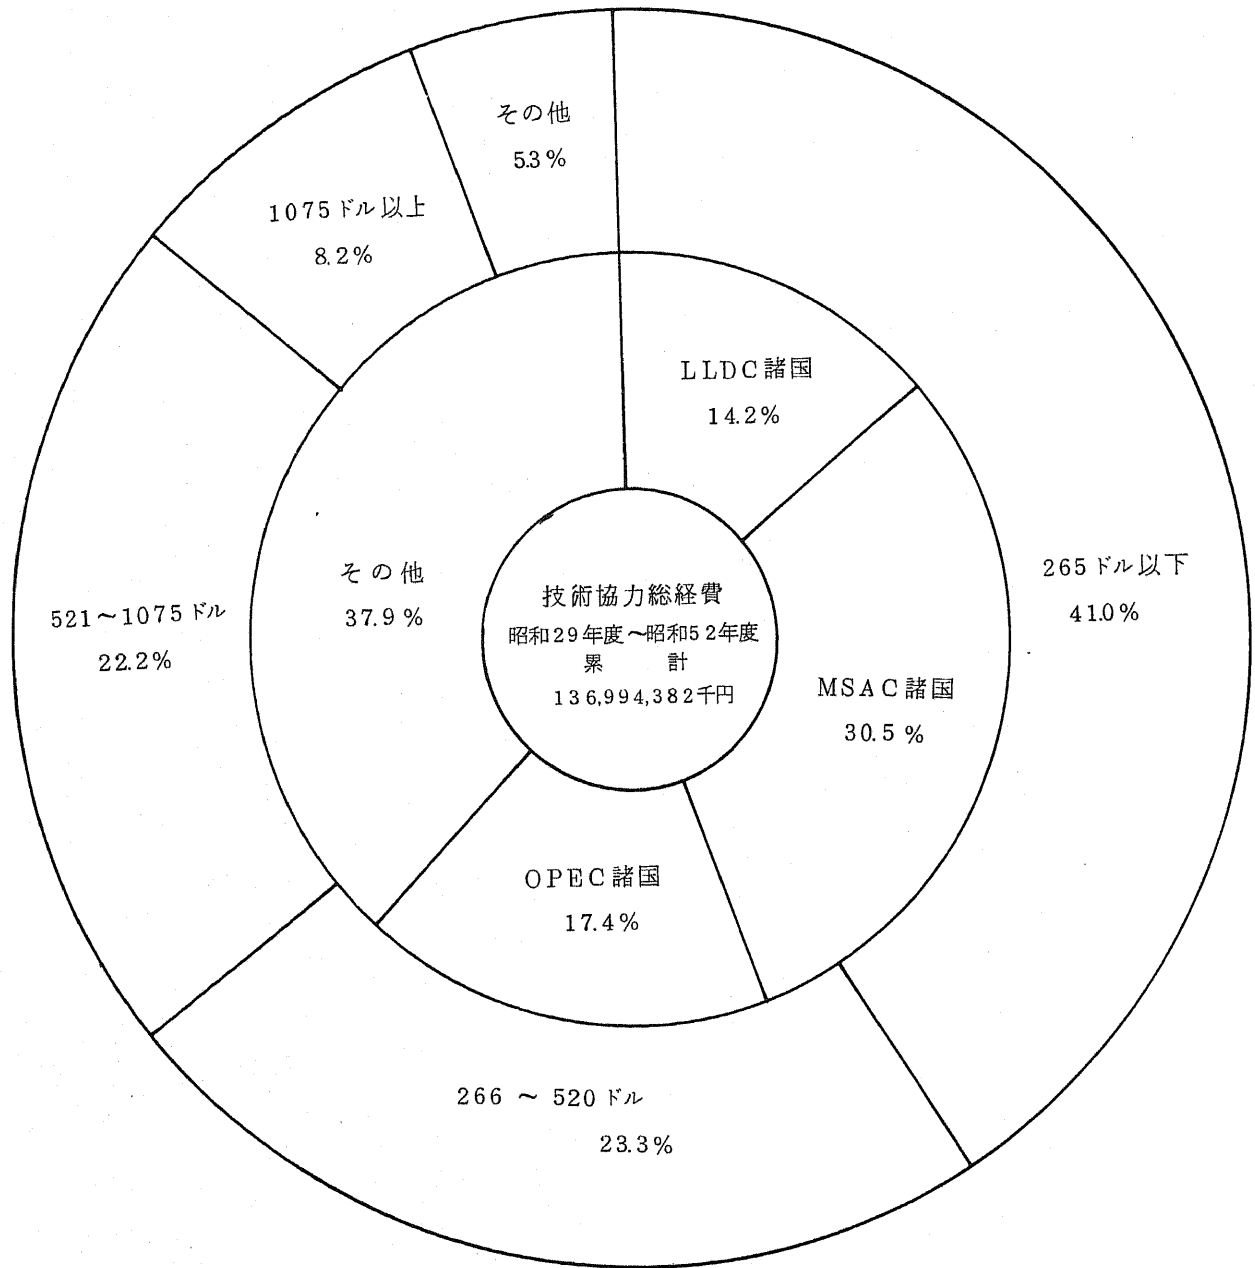 その他
5.3%
1075ドル以上
8.2%
LLDC諸国
14.2%
265ドル以下
41.0%
その他
37.9%
521～1075ドル
22.2%
技術協力総経費
昭和29年度～昭和52年度
累 計
136,994,382千円
MSAC諸国
30.5%
OPEC諸国
17.4%
266 ～ 520 ドル
23.3%